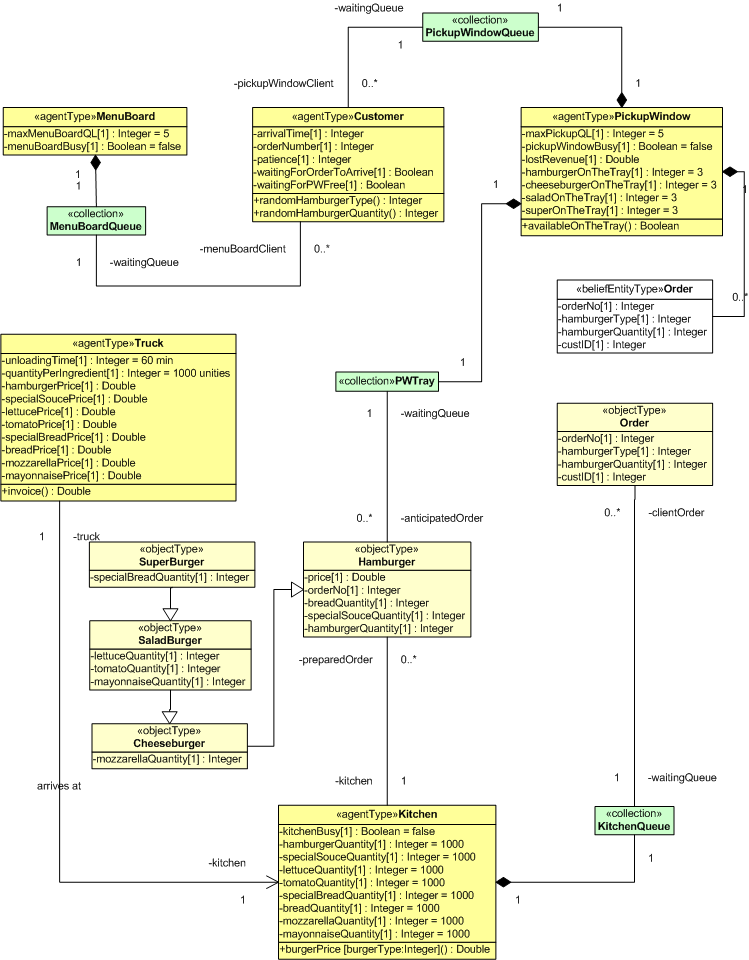 -waitingQueue
1
«collection»
PickupWindowQueue
1
1
-pickupWindowClient
0..*
1
«agentType»MenuBoard
-maxMenuBoardQL[1] : Integer = 5
-menuBoardBusy[1] : Boolean = false
1
1
«collection»
MenuBoardQueue
1
-waitingQueue
«agentType»Customer
-arrivalTime[1] : Integer
-orderNumber[1] : Integer
-patience[1] : Integer
-waitingForOrderToArrive[1] : Boolean
-waitingForPWFree[1] : Boolean
+randomHamburgerType() : Integer
+randomHamburgerQuantity() : Integer
-menuBoardClient
0..*
«agentType»PickupWindow
-maxPickupQL[1] : Integer = 5
-pickupWindowBusy[1] : Boolean = false
-lostRevenue[1] : Double
-hamburgerOnTheTray[1] : Integer = 3
-cheeseburgerOnTheTray[1] : Integer = 3
-saladOnTheTray[1] : Integer = 3
-superOnTheTray[1] : Integer = 3
+availableOnTheTray() : Boolean
1
1
0..*
«beliefEntityType»Order
-orderNo[1] : Integer
-hamburgerType[1] : Integer
-hamburgerQuantity[1] : Integer
-custID[1] : Integer
«agentType»Truck
-unloadingTime[1] : Integer = 60 min
-quantityPerIngredient[1] : Integer = 1000 unities
-hamburgerPrice[1] : Double
-specialSoucePrice[1] : Double
-lettucePrice[1] : Double
-tomatoPrice[1] : Double
-specialBreadPrice[1] : Double
-breadPrice[1] : Double
-mozzarellaPrice[1] : Double
-mayonnaisePrice[1] : Double
+invoice() : Double
1
-truck
1
«collection»PWTray
1
-waitingQueue
0..*
-anticipatedOrder
«objectType»
Order
-orderNo[1] : Integer
-hamburgerType[1] : Integer
-hamburgerQuantity[1] : Integer
-custID[1] : Integer
0..*
-clientOrder
«objectType»
SuperBurger
-specialBreadQuantity[1] : Integer
«objectType»
SaladBurger
-lettuceQuantity[1] : Integer
-tomatoQuantity[1] : Integer
-mayonniaseQuantity[1] : Integer
«objectType»
Cheeseburger
-mozzarellaQuantity[1] : Integer
«objectType»
Hamburger
-price[1] : Double
-orderNo[1] : Integer
-breadQuantity[1] : Integer
-specialSouceQuantity[1] : Integer
-hamburgerQuantity[1] : Integer
-preparedOrder
0..*
-kitchen
1
1
-waitingQueue
«collection»
KitchenQueue
1
arrives at
-kitchen
1
«agentType»Kitchen
-kitchenBusy[1] : Boolean = false
-hamburgerQuantity[1] : Integer = 1000
-specialSouceQuantity[1] : Integer = 1000
-lettuceQuantity[1] : Integer = 1000
-tomatoQuantity[1] : Integer = 1000
-specialBreadQuantity[1] : Integer = 1000
-breadQuantity[1] : Integer = 1000
-mozzarellaQuantity[1] : Integer = 1000
-mayonniaseQuantity[1] : Integer = 1000
+burgerPrice [burgerType:Integer]() : Double
1